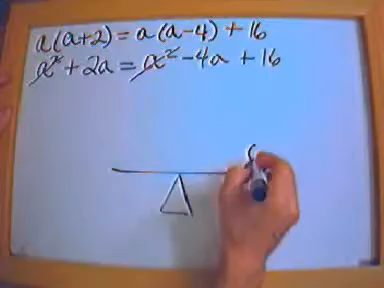 a(a+2) = a(a-4) + 16
a² + 2a = a² - 4a + 16